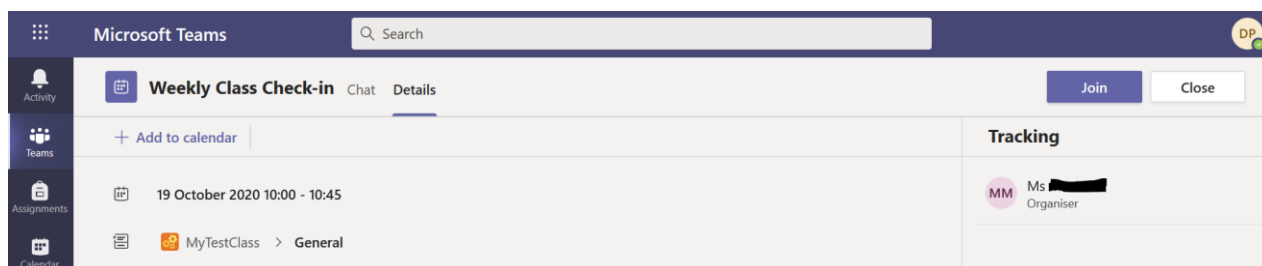 Microsoft Teams
Search
DP
Activity
Weekly Class Check-in Chat Details
Join
Close
Teams
+ Add to calendar
Tracking
Assignments
19 October 2020 10:00 - 10:45
MM
Ms
Organiser
MyTestClass > General
Calendar